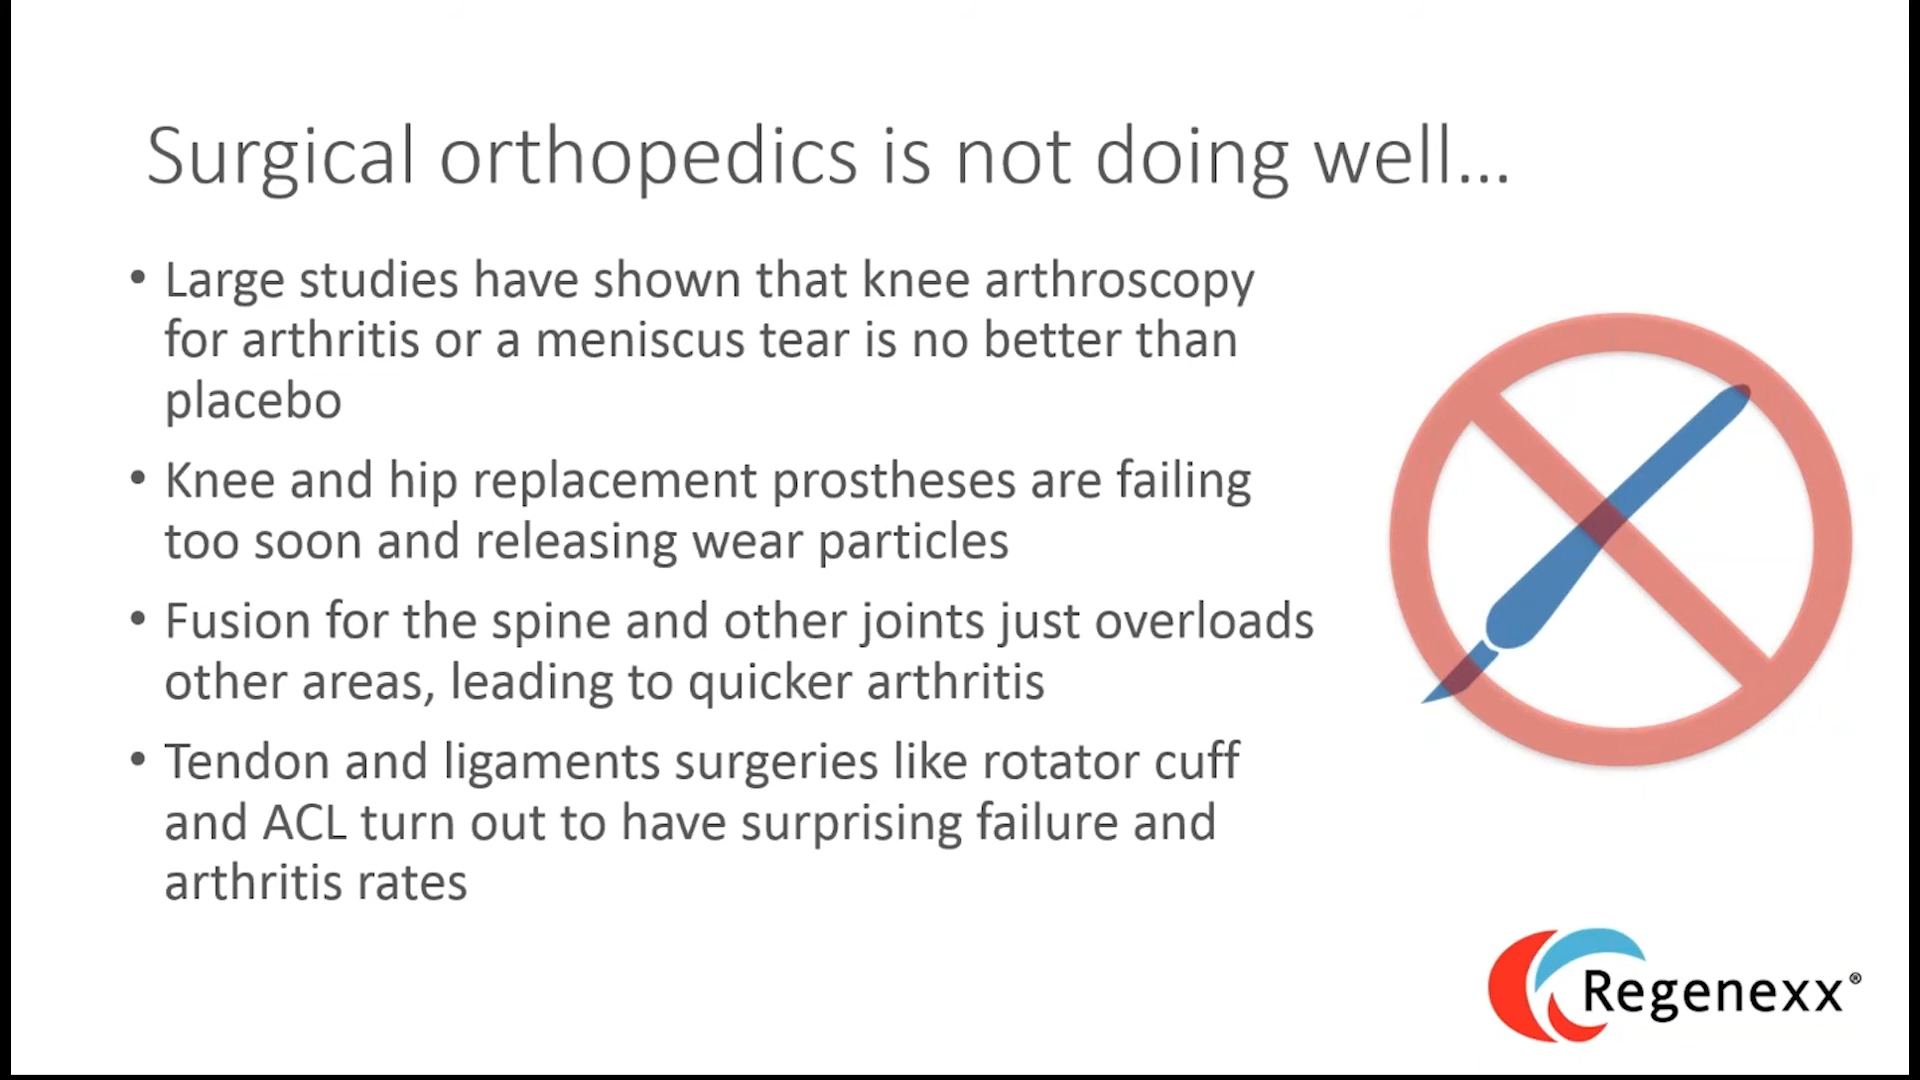 Surgical orthopedics is not doing well...
• Large studies have shown that knee arthroscopy
for arthritis or a meniscus tear is no better than
placebo
• Knee and hip replacement prostheses are failing
too soon and releasing wear particles
• Fusion for the spine and other joints just overloads
other areas, leading to quicker arthritis
• Tendon and ligaments surgeries like rotator cuff
and ACL turn out to have surprising failure and
arthritis rates
Regenexx®